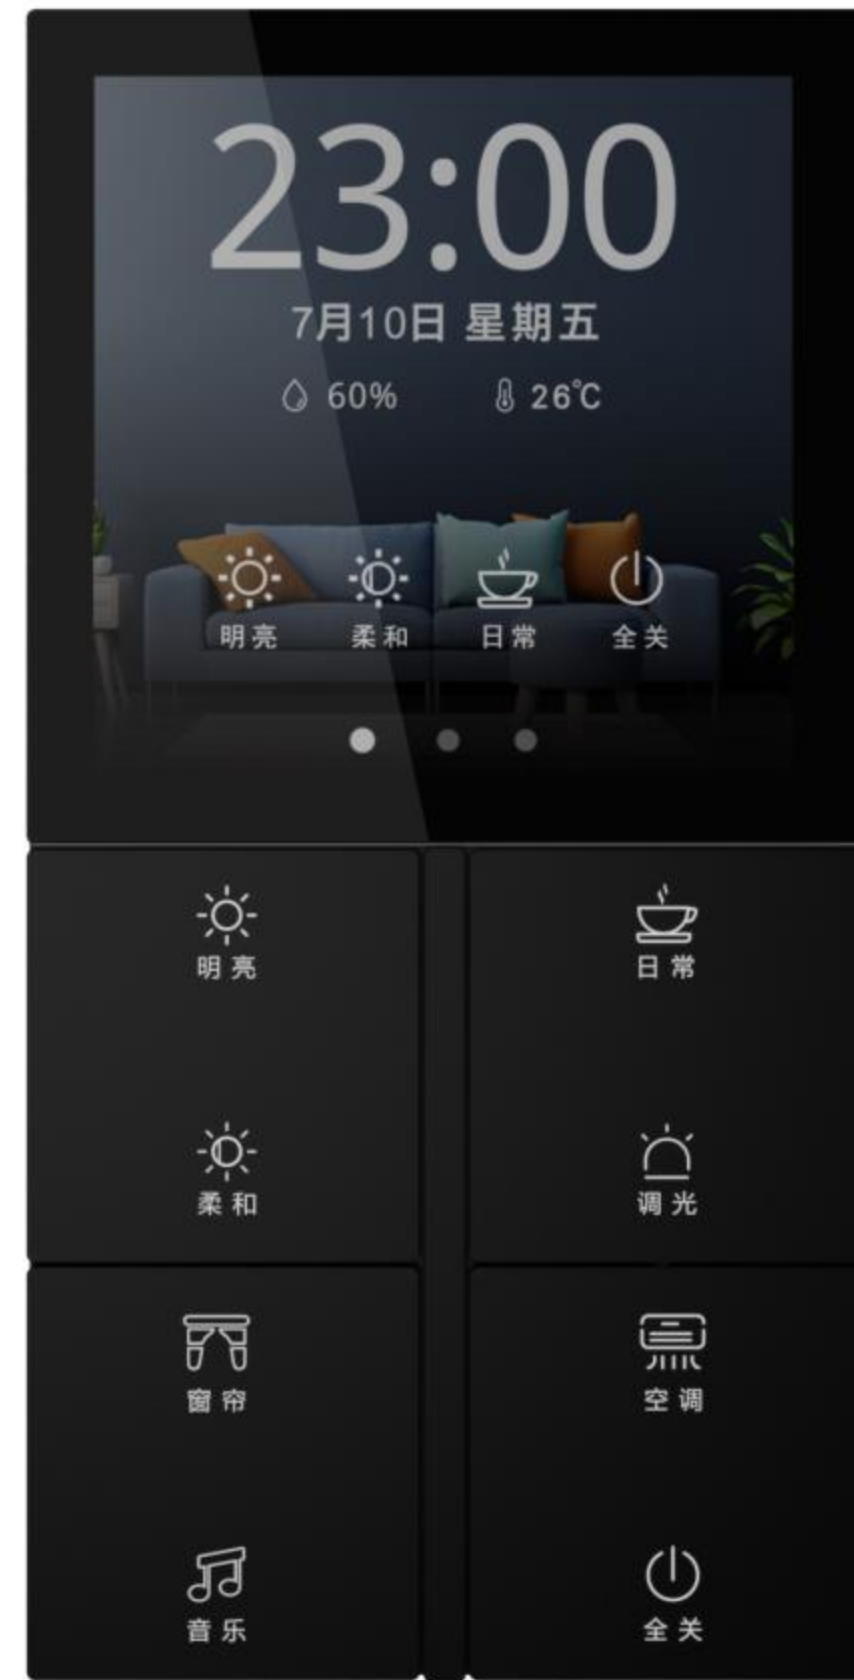 23:00
7月10日 星期五
60% 26℃
明亮 柔和 日常 全关
明亮 日常
柔和 调光
窗帘 空调
音乐 全关